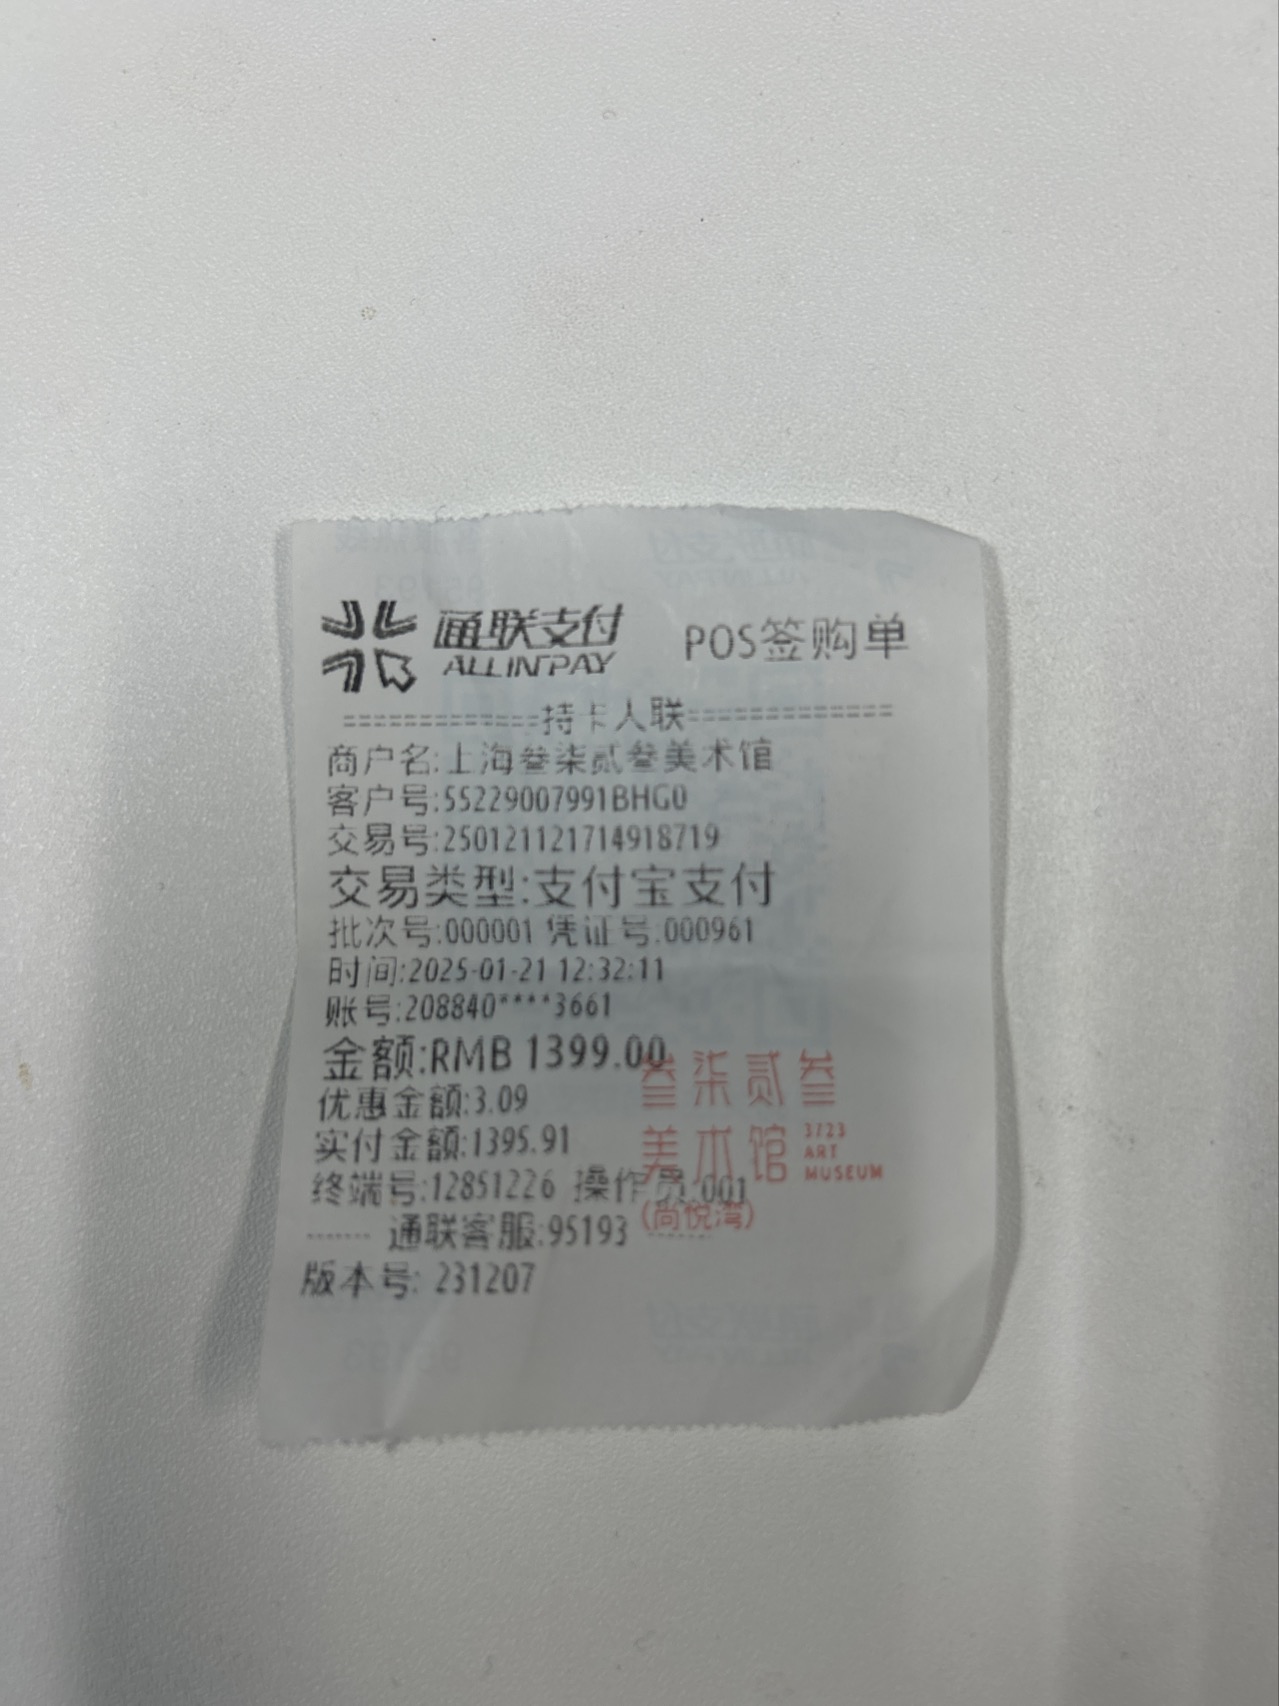 通联支付 POS签购单
ALLINPAY
=============持卡人联=============
商户名:上海叁柒贰叁美术馆
客户号:55229007991BHG0
交易号:250121121714918719
交易类型:支付宝支付
批次号:000001 凭证号:000961
时间:2025-01-21 12:32:11
账号:208840****3661
金额:RMB 1399.00
优惠金额:3.09
实付金额:1395.91
终端号:12851226 操作员:001
------- 通联客服:95193 -------
版本号: 231207
叁柒贰叁
美术馆
3723
ART
MUSEUM
(尚悦湾)